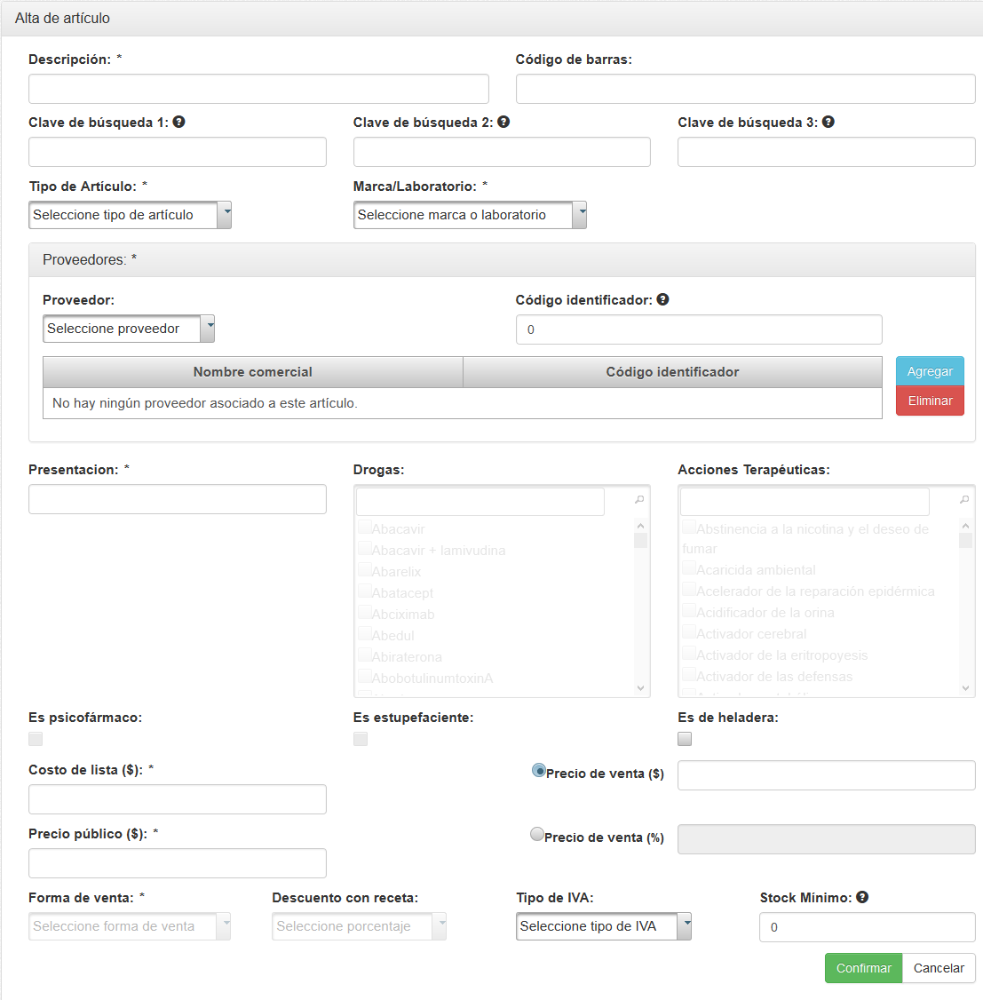 Alta de artículo
Descripción: * Código de barras:
Clave de búsqueda 1: Clave de búsqueda 2: Clave de búsqueda 3:
Tipo de Artículo: * Marca/Laboratorio: *
Seleccione tipo de artículo Seleccione marca o laboratorio
Proveedores: *
Proveedor: Código identificador:
Seleccione proveedor 0
Nombre comercial Código identificador Agregar
No hay ningún proveedor asociado a este artículo. Eliminar
Presentacion: * Drogas: Acciones Terapéuticas:
Abacavir Abstinencia a la nicotina y el deseo de
Abacavir + lamivudina fumar
Abarelix Acaricida ambiental
Abatacept Acelerador de la reparación epidérmica
Abciximab Acidificador de la orina
Abedul Activador cerebral
Abiraterona Activador de la eritropoyesis
AbobotulinumtoxinA Activador de las defensas
Es psicofármaco: Es estupefaciente: Es de heladera:
Costo de lista ($): * Precio de venta ($)
Precio público ($): * Precio de venta (%)
Forma de venta: * Descuento con receta: Tipo de IVA: Stock Mínimo:
Seleccione forma de venta Seleccione porcentaje Seleccione tipo de IVA 0
Confirmar Cancelar